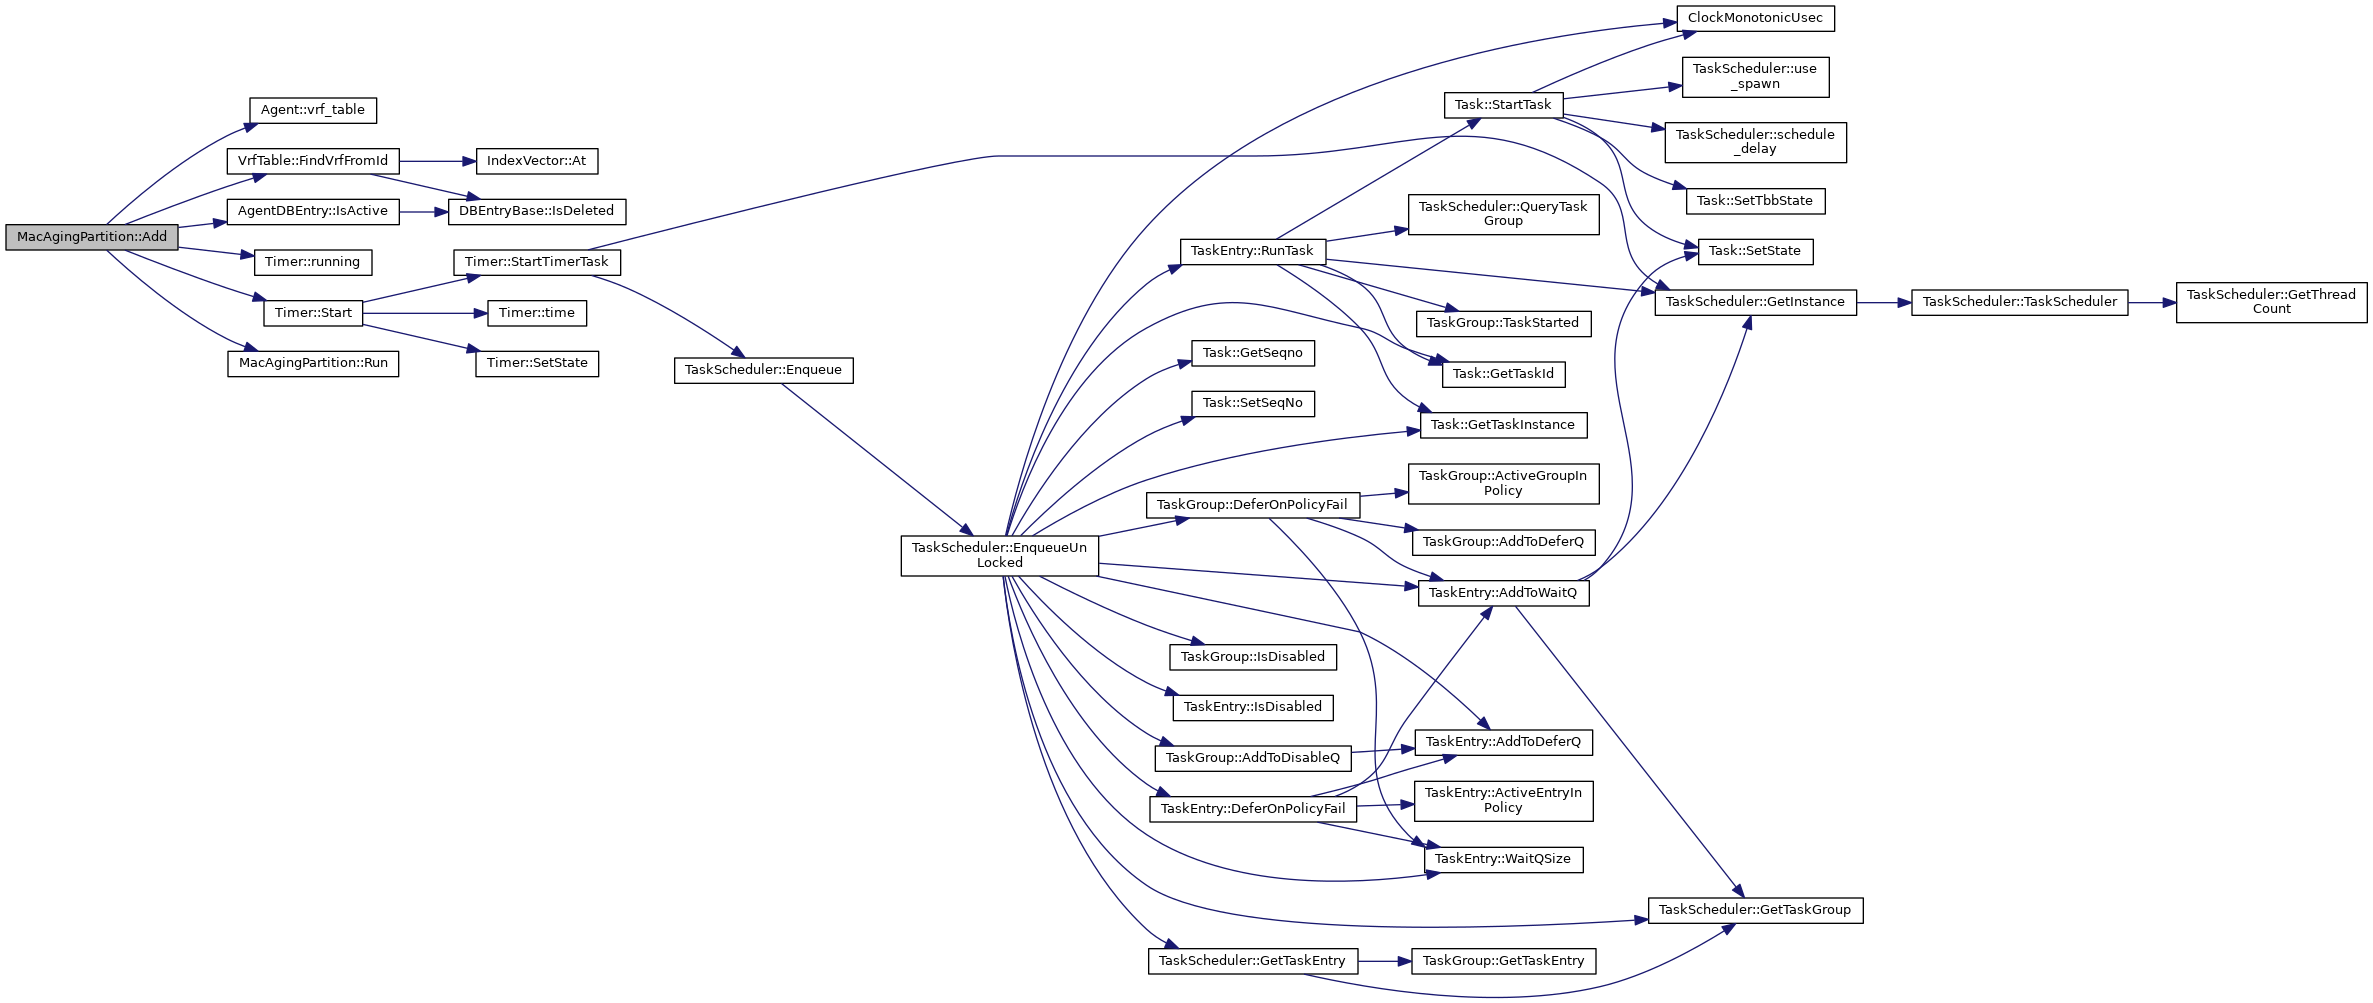 MacAgingPartition::Add
Agent::vrf_table
VrfTable::FindVrfFromId
AgentDBEntry::IsActive
Timer::running
Timer::Start
MacAgingPartition::Run
IndexVector::At
DBEntryBase::IsDeleted
Timer::StartTimerTask
Timer::time
Timer::SetState
TaskScheduler::Enqueue
TaskScheduler::EnqueueUn
Locked
TaskEntry::RunTask
Task::GetSeqno
Task::SetSeqNo
TaskGroup::DeferOnPolicyFail
TaskGroup::IsDisabled
TaskEntry::IsDisabled
TaskGroup::AddToDisableQ
TaskEntry::DeferOnPolicyFail
TaskScheduler::GetTaskEntry
Task::StartTask
TaskScheduler::QueryTask
Group
TaskGroup::TaskStarted
Task::GetTaskId
Task::GetTaskInstance
TaskGroup::ActiveGroupIn
Policy
TaskGroup::AddToDeferQ
TaskEntry::AddToWaitQ
TaskEntry::AddToDeferQ
TaskEntry::ActiveEntryIn
Policy
TaskEntry::WaitQSize
TaskGroup::GetTaskEntry
ClockMonotonicUsec
TaskScheduler::use
_spawn
TaskScheduler::schedule
_delay
Task::SetTbbState
Task::SetState
TaskScheduler::GetInstance
TaskScheduler::GetTaskGroup
TaskScheduler::TaskScheduler
TaskScheduler::GetThread
Count